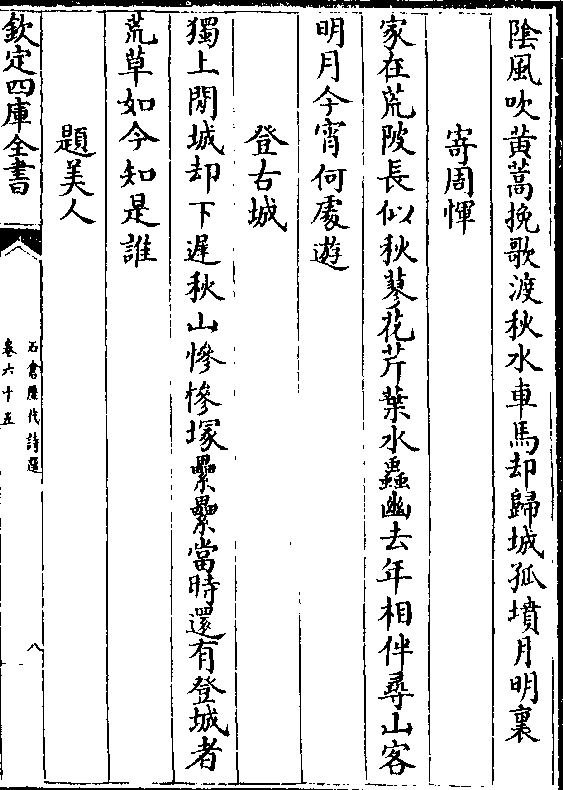 陰風吹黃蒿挽歌渡秋水車馬却歸城孤墳月明裏
寄周惲
家在荒陂長似秋蓼花芹葉水蟲幽去年相伴尋山客
明月今宵何處遊
登古城
獨上閒城却下遲秋山慘慘塚纍纍當時還有登城者
荒草如今知是誰
題美人
欽定四庫全書
石倉歷代詩選
卷六十五
八